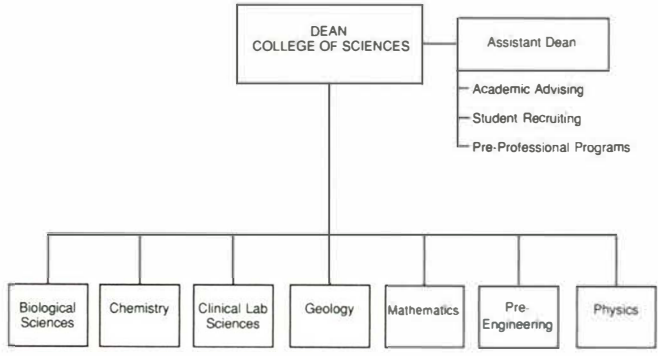 DEAN
COLLEGE OF SCIENCES
Assistant Dean
Academic Advising
Student Recruiting
Pre-Professional Programs
Biological
Sciences
Chemistry
Clinical Lab
Sciences
Geology
Mathematics
Pre-
Engineering
Physics